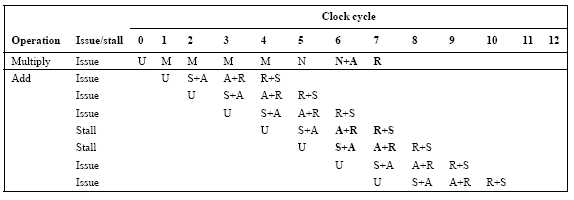 Clock cycle
Operation Issue/stall 0 1 2 3 4 5 6 7 8 9 10 11 12
Multiply Issue U M M M M N N+A R
Add Issue U S+A A+R R+S
Issue U S+A A+R R+S
Issue U S+A A+R R+S
Stall U S+A A+R R+S
Stall U S+A A+R R+S
Issue U S+A A+R R+S
Issue U S+A A+R R+S